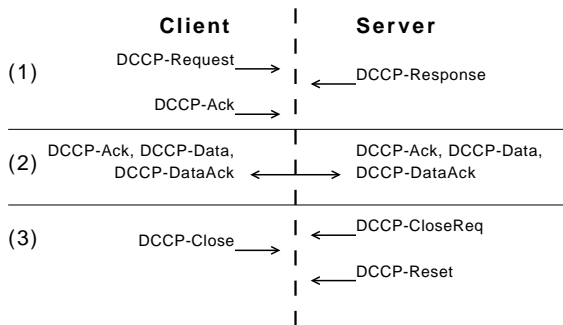 Client Server
(1)
DCCP-Request
DCCP-Response
DCCP-Ack
(2)
DCCP-Ack, DCCP-Data,
DCCP-DataAck
DCCP-Ack, DCCP-Data,
DCCP-DataAck
(3)
DCCP-CloseReq
DCCP-Close
DCCP-Reset